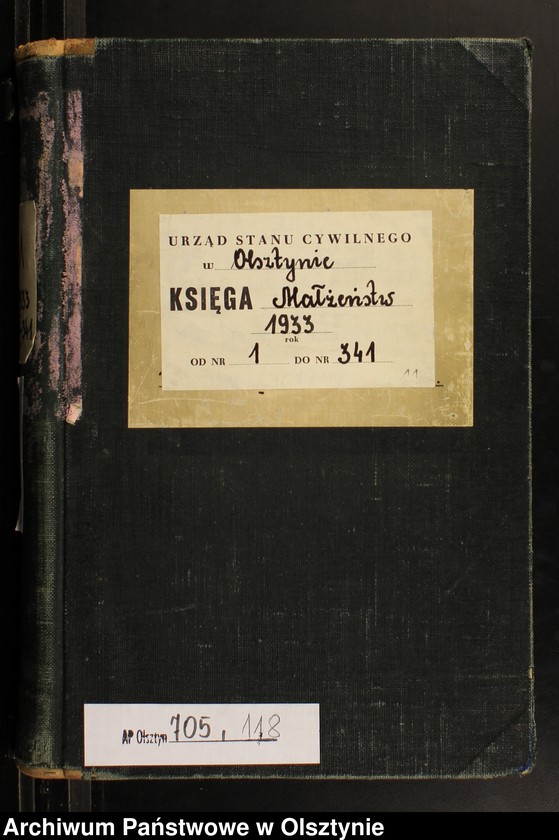 URZĄD STANU CYWILNEGO
w Olsztynie
KSIĘGA Małżeństw
1933
rok
OD NR 1 DO NR 341
11
AP Olsztyn 705, 118
Archiwum Państwowe w Olsztynie